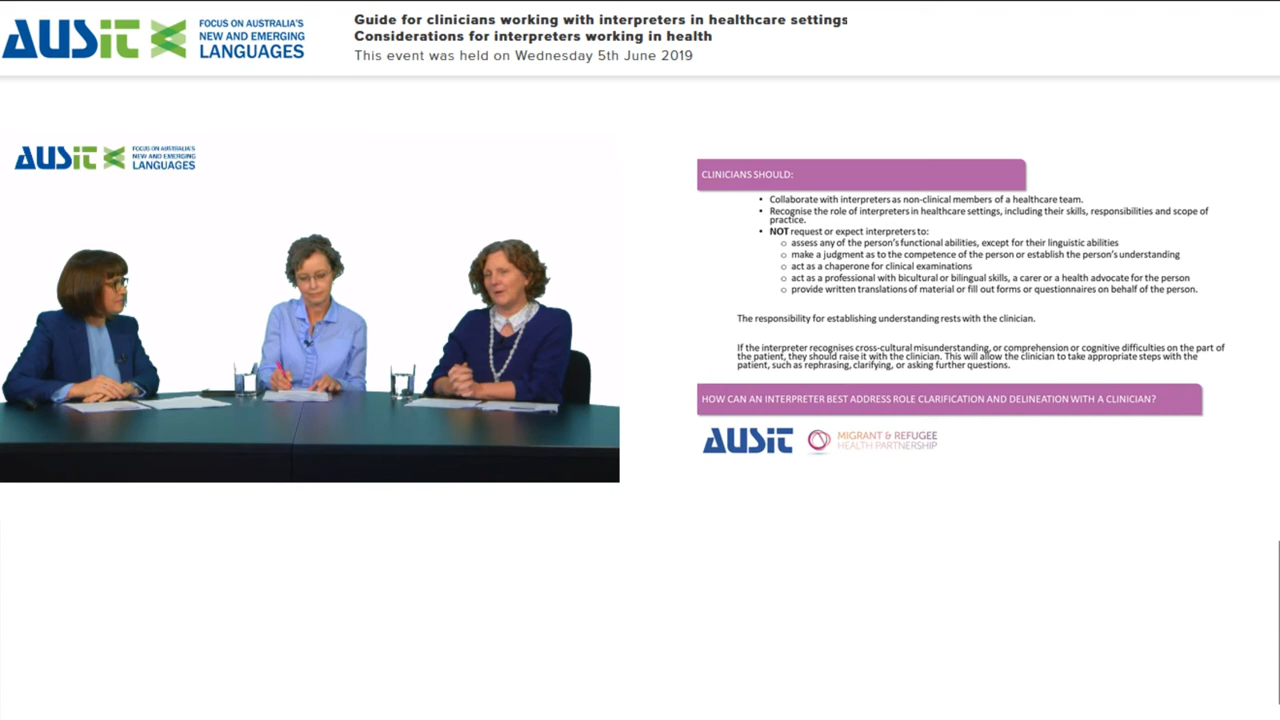 AUSiT
FOCUS ON AUSTRALIA'S
NEW AND EMERGING
LANGUAGES
Guide for clinicians working with interpreters in healthcare settings
Considerations for interpreters working in health
This event was held on Wednesday 5th June 2019
AUSiT
FOCUS ON AUSTRALIA'S
NEW AND EMERGING
LANGUAGES
CLINICIANS SHOULD:
• Collaborate with interpreters as non-clinical members of a healthcare team.
• Recognise the role of interpreters in healthcare settings, including their skills, responsibilities and scope of
practice.
• NOT request or expect interpreters to:
o assess any of the person's functional abilities, except for their linguistic abilities
o make a judgment as to the competence of the person or establish the person's understanding
o act as a chaperone for clinical examinations
o act as a professional with bicultural or bilingual skills, a carer or a health advocate for the person
o provide written translations of material or fill out forms or questionnaires on behalf of the person.
The responsibility for establishing understanding rests with the clinician.
If the interpreter recognises cross-cultural misunderstanding, or comprehension or cognitive difficulties on the part of
the patient, they should raise it with the clinician. This will allow the clinician to take appropriate steps with the
patient, such as rephrasing, clarifying, or asking further questions.
HOW CAN AN INTERPRETER BEST ADDRESS ROLE CLARIFICATION AND DELINEATION WITH A CLINICIAN?
AUSiT
MIGRANT & REFUGEE
HEALTH PARTNERSHIP